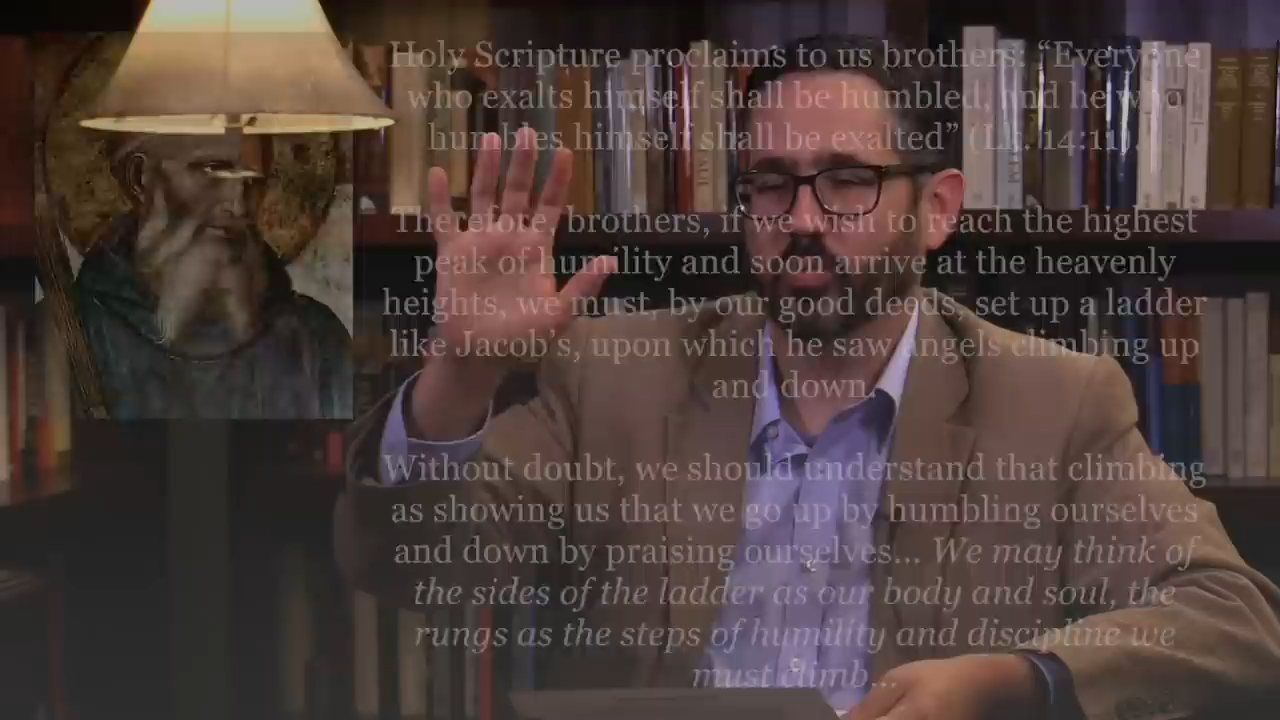 Holy Scripture proclaims to us brothers: “Everyone
who exalts himself shall be humbled, and he who
humbles himself shall be exalted” (Lk. 14:11).
Therefore, brothers, if we wish to reach the highest
peak of humility and soon arrive at the heavenly
heights, we must, by our good deeds, set up a ladder
like Jacob’s, upon which he saw angels climbing up
and down.
Without doubt, we should understand that climbing
as showing us that we go up by humbling ourselves
and down by praising ourselves... We may think of
the sides of the ladder as our body and soul, the
rungs as the steps of humility and discipline we
must climb...